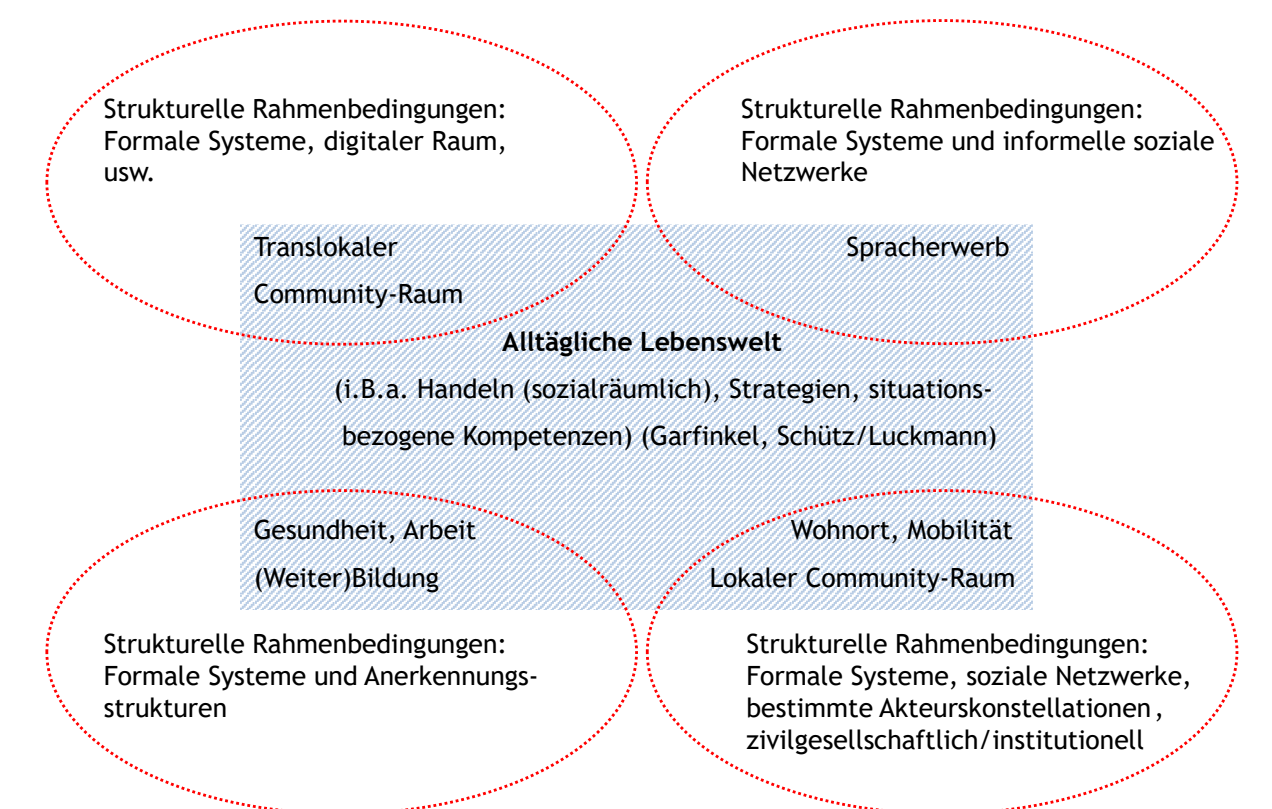 Strukturelle Rahmenbedingungen:
Formale Systeme, digitaler Raum,
usw.
Strukturelle Rahmenbedingungen:
Formale Systeme und informelle soziale
Netzwerke
Translokaler
Community-Raum
Spracherwerb
Alltägliche Lebenswelt
(i.B.a. Handeln (sozialräumlich), Strategien, situations-
bezogene Kompetenzen) (Garfinkel, Schütz/Luckmann)
Gesundheit, Arbeit
(Weiter)Bildung
Wohnort, Mobilität
Lokaler Community-Raum
Strukturelle Rahmenbedingungen:
Formale Systeme und Anerkennungs-
strukturen
Strukturelle Rahmenbedingungen:
Formale Systeme, soziale Netzwerke,
bestimmte Akteurskonstellationen,
zivilgesellschaftlich/institutionell